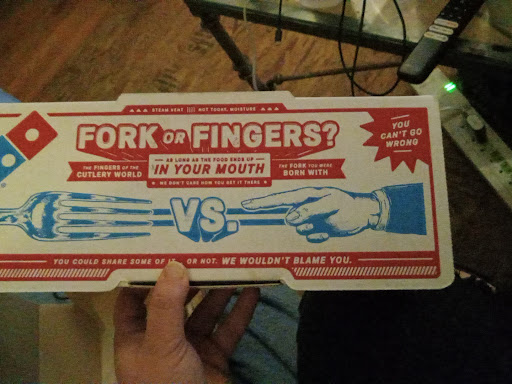 STEAM VENT HOT TODAY, MOISTURE
FORK OR FINGERS?
YOU
CAN'T GO
WRONG
THE FINGERS OF THE
CUTLERY WORLD
AS LONG AS THE FOOD ENDS UP
IN YOUR MOUTH
WE DON'T CARE HOW YOU GET IT THERE
THE FORK YOU WERE
BORN WITH
VS.
YOU COULD SHARE SOME OF IT... OR NOT. WE WOULDN'T BLAME YOU.